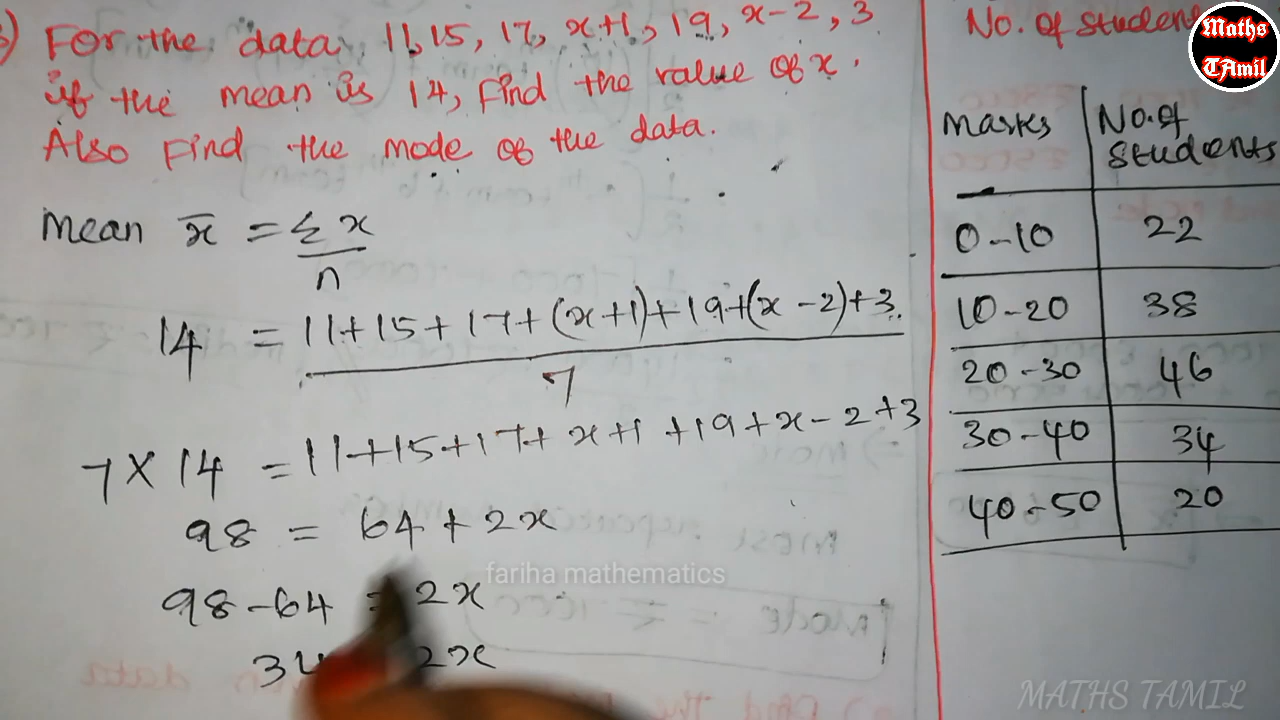 ) For the data 11, 15, 17, x+1, 19, x-2, 3
if the mean is 14, Find the value of x.
Also find the mode of the data.
Mean x̄ = Σx
n
14 = 11+15+17+(x+1)+19+(x-2)+3.
7
7 × 14 = 11+15+17+x+1+19+x-2+3
98 = 64 + 2x
98-64 = 2x
34 2x
No. of Student
Marks No. of Students
0-10 22
10-20 38
20-30 46
30-40 34
40-50 20
Maths TAmil
fariha mathematics
MATHS TAMIL